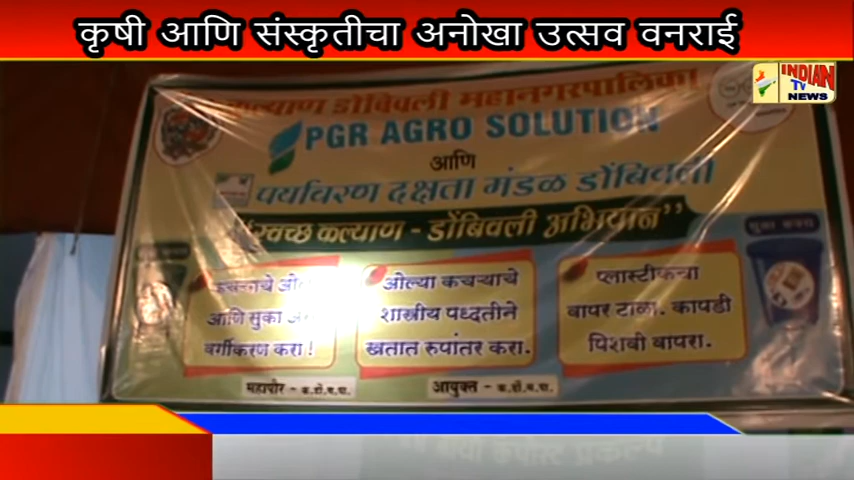 कृषी आणि संस्कृतीचा अनोखा उत्सव वनराई
INDIAN
TV
NEWS
कल्याण डोंबिवली महानगरपालिका
PGR AGRO SOLUTION
आणि
पर्यावरण दक्षता मंडळ डोंबिवली
"स्वच्छ कल्याण - डोंबिवली अभियान"
सुका कचरा
कचऱ्याचे
आणि सुका
वर्गीकरण करा!
ओल्या कचऱ्याचे
शास्त्रीय पध्दतीने
खतात रुपांतर करा.
प्लास्टीकचा
वापर टाळा. कापडी
पिशवी वापरा.
महापौर - क.डों.म.पा.
आयुक्त - क.डों.म.पा.